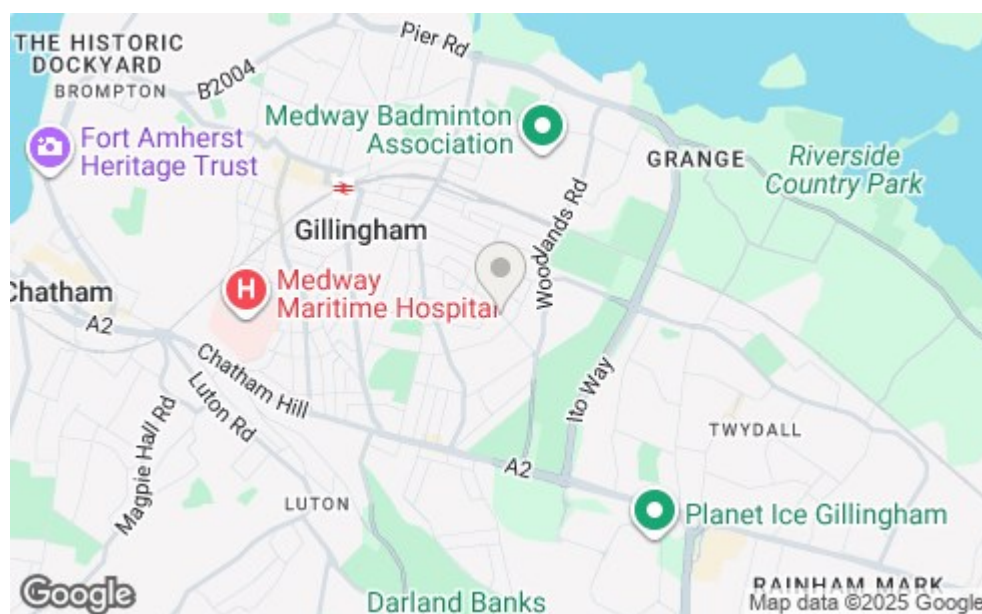 THE HISTORIC
DOCKYARD
BROMPTON
B2004
Pier Rd
Medway Badminton
Association
GRANGE
Riverside
Country Park
Fort Amherst
Heritage Trust
Gillingham
Woodlands Rd
H
Medway
Maritime Hospital
Chatham
A2
Chatham Hill
Luton Rd
Magpie Hall Rd
Ito Way
TWYDALL
A2
LUTON
Planet Ice Gillingham
Darland Banks
RAINHAM MARK
Google
Map data ©2025 Google